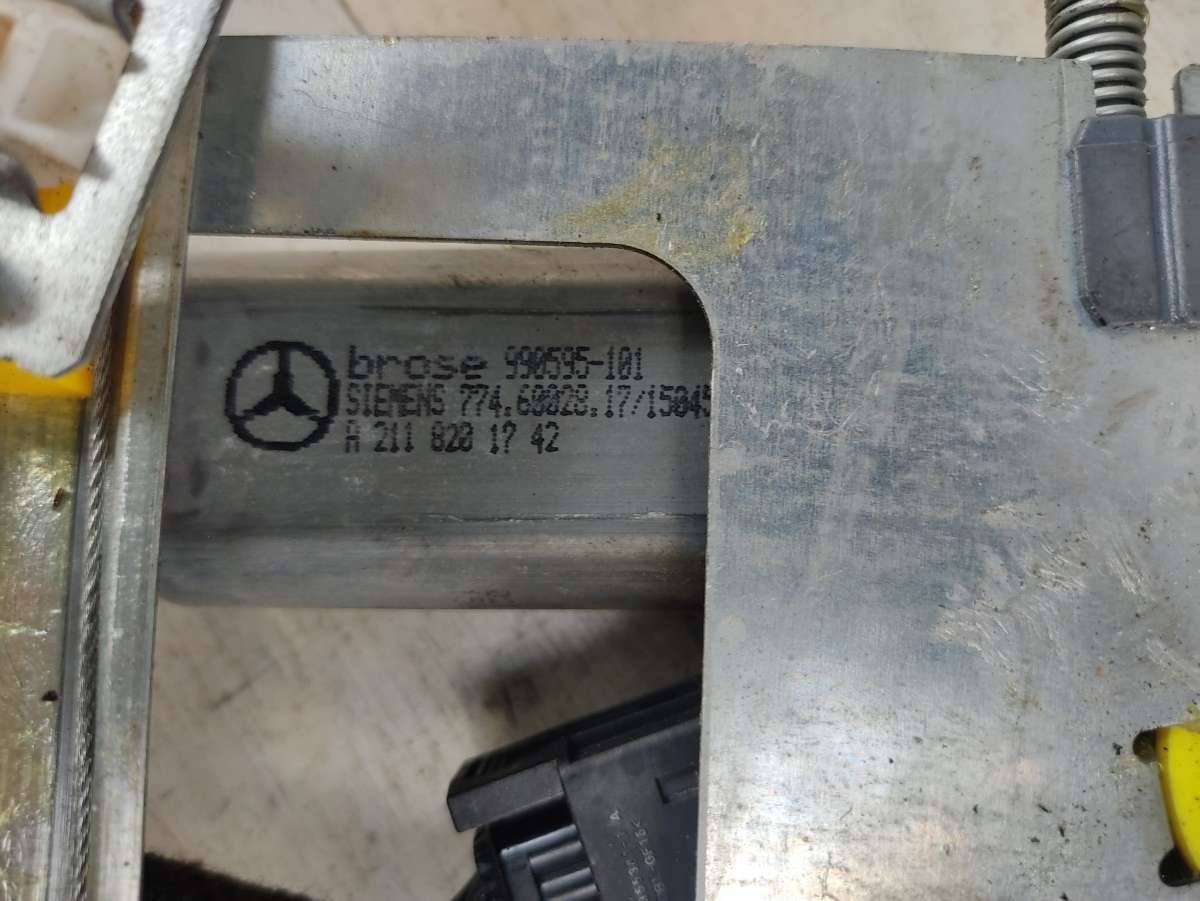 brose 990595-101
SIEMENS 774.60028.17/15045
A 211 820 17 42